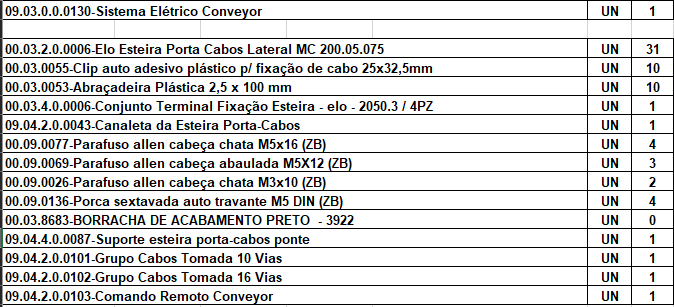 09.03.0.0.0130-Sistema Elétrico Conveyor UN 1
00.03.2.0.0006-Elo Esteira Porta Cabos Lateral MC 200.05.075 UN 31
00.03.0055-Clip auto adesivo plástico p/ fixação de cabo 25x32,5mm UN 10
00.03.0053-Abraçadeira Plástica 2,5 x 100 mm UN 10
00.03.4.0.0006-Conjunto Terminal Fixação Esteira - elo - 2050.3 / 4PZ UN 1
09.04.2.0.0043-Canaleta da Esteira Porta-Cabos UN 1
00.09.0077-Parafuso allen cabeça chata M5x16 (ZB) UN 4
00.09.0069-Parafuso allen cabeça abaulada M5X12 (ZB) UN 3
00.09.0026-Parafuso allen cabeça chata M3x10 (ZB) UN 2
00.09.0136-Porca sextavada auto travante M5 DIN (ZB) UN 4
00.03.8683-BORRACHA DE ACABAMENTO PRETO - 3922 UN 0
09.04.4.0.0087-Suporte esteira porta-cabos ponte UN 1
09.04.2.0.0101-Grupo Cabos Tomada 10 Vias UN 1
09.04.2.0.0102-Grupo Cabos Tomada 16 Vias UN 1
09.04.2.0.0103-Comando Remoto Conveyor UN 1